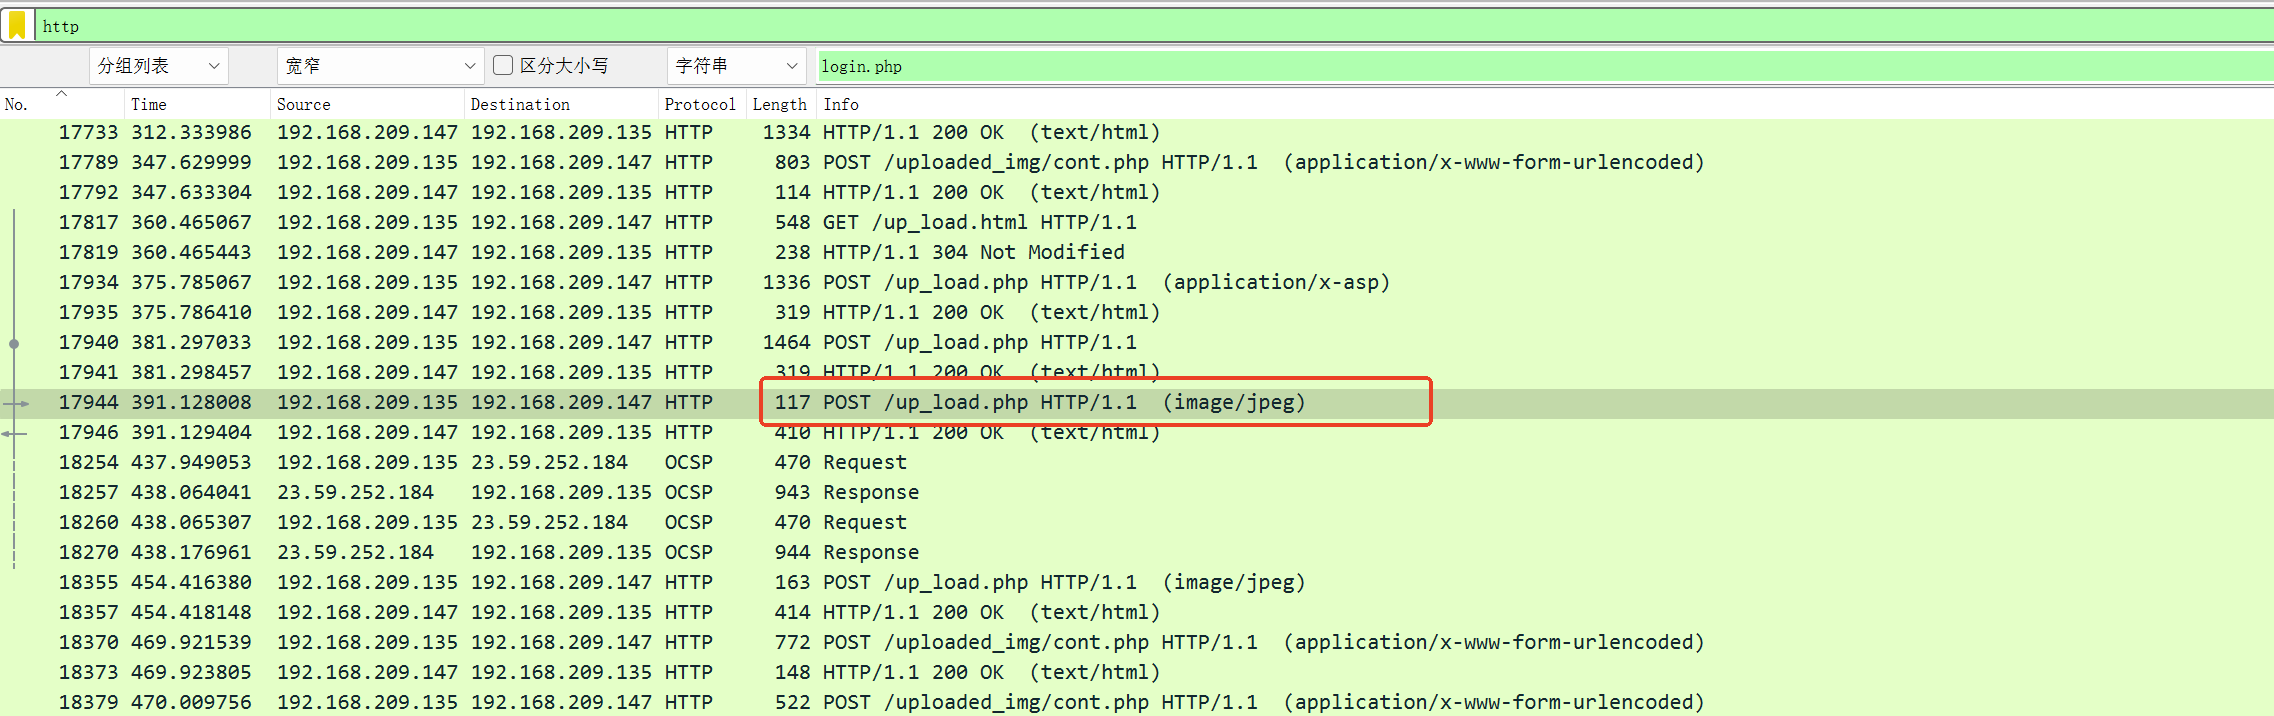 http
分组列表 宽窄 区分大小写 字符串 login.php
No. Time Source Destination Protocol Length Info
17733 312.333986 192.168.209.147 192.168.209.135 HTTP 1334 HTTP/1.1 200 OK (text/html)
17789 347.629999 192.168.209.135 192.168.209.147 HTTP 803 POST /uploaded_img/cont.php HTTP/1.1 (application/x-www-form-urlencoded)
17792 347.633304 192.168.209.147 192.168.209.135 HTTP 114 HTTP/1.1 200 OK (text/html)
17817 360.465067 192.168.209.135 192.168.209.147 HTTP 548 GET /up_load.html HTTP/1.1
17819 360.465443 192.168.209.147 192.168.209.135 HTTP 238 HTTP/1.1 304 Not Modified
17934 375.785067 192.168.209.135 192.168.209.147 HTTP 1336 POST /up_load.php HTTP/1.1 (application/x-asp)
17935 375.786410 192.168.209.147 192.168.209.135 HTTP 319 HTTP/1.1 200 OK (text/html)
17940 381.297033 192.168.209.135 192.168.209.147 HTTP 1464 POST /up_load.php HTTP/1.1
17941 381.298457 192.168.209.147 192.168.209.135 HTTP 319 HTTP/1.1 200 OK (text/html)
17944 391.128008 192.168.209.135 192.168.209.147 HTTP 117 POST /up_load.php HTTP/1.1 (image/jpeg)
17946 391.129404 192.168.209.147 192.168.209.135 HTTP 410 HTTP/1.1 200 OK (text/html)
18254 437.949053 192.168.209.135 23.59.252.184 OCSP 470 Request
18257 438.064041 23.59.252.184 192.168.209.135 OCSP 943 Response
18260 438.065307 192.168.209.135 23.59.252.184 OCSP 470 Request
18270 438.176961 23.59.252.184 192.168.209.135 OCSP 944 Response
18355 454.416380 192.168.209.135 192.168.209.147 HTTP 163 POST /up_load.php HTTP/1.1 (image/jpeg)
18357 454.418148 192.168.209.147 192.168.209.135 HTTP 414 HTTP/1.1 200 OK (text/html)
18370 469.921539 192.168.209.135 192.168.209.147 HTTP 772 POST /uploaded_img/cont.php HTTP/1.1 (application/x-www-form-urlencoded)
18373 469.923805 192.168.209.147 192.168.209.135 HTTP 148 HTTP/1.1 200 OK (text/html)
18379 470.009756 192.168.209.135 192.168.209.147 HTTP 522 POST /uploaded_img/cont.php HTTP/1.1 (application/x-www-form-urlencoded)